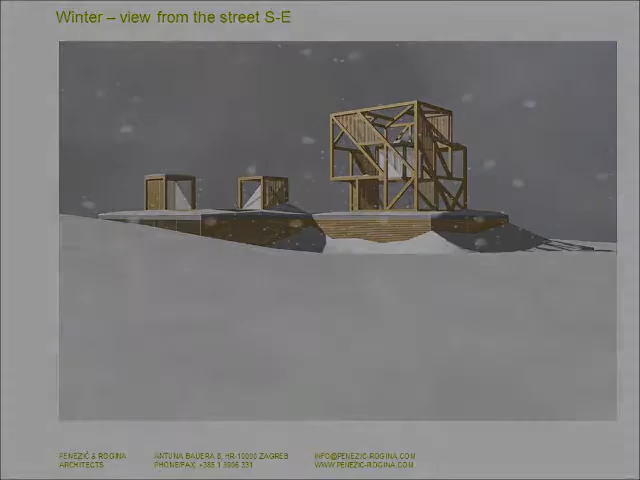 Winter – view from the street S-E
PENEZIĆ & ROGINA ANTUNA BAUERA 8, HR-10000 ZAGREB INFO@PENEZIC-ROGINA.COM
ARCHITECTS PHONE/FAX: +385 1 3906 331 WWW.PENEZIC-ROGINA.COM